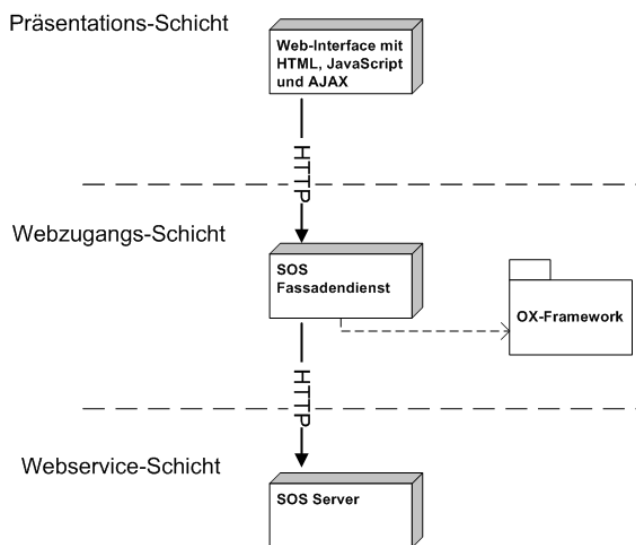 Präsentations-Schicht
Web-Interface mit
HTML, JavaScript
und AJAX
HTTP
Webzugangs-Schicht
SOS
Fassadendienst
OX-Framework
HTTP
Webservice-Schicht
SOS Server